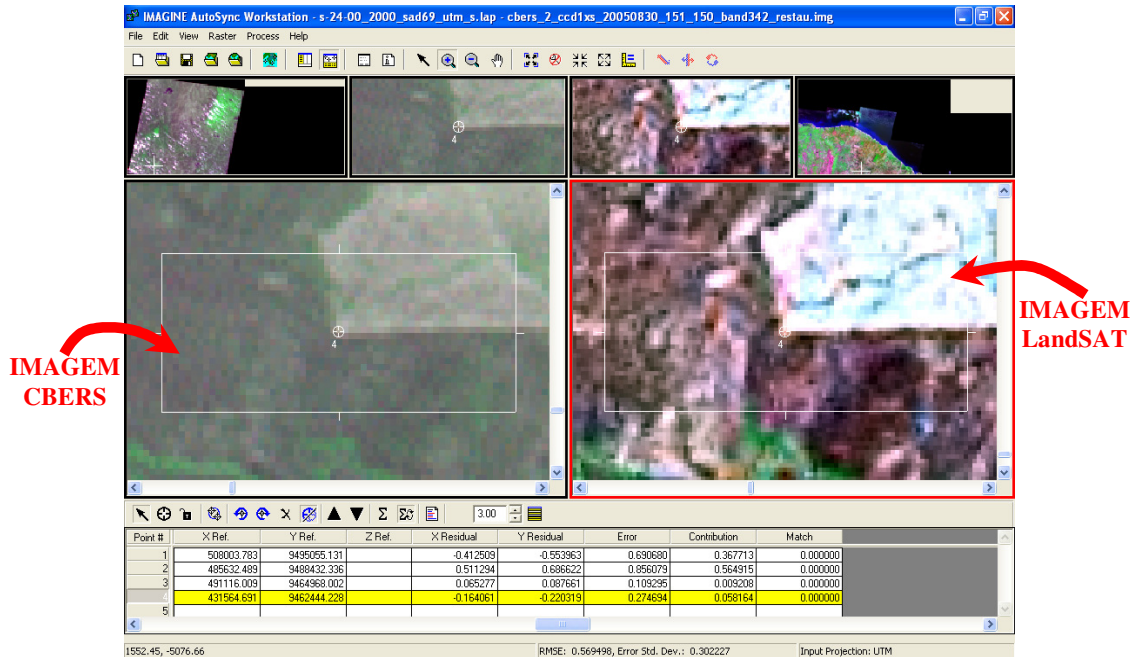 IMAGINE AutoSync Workstation - s-24-00_2000_sad69_utm_s.lap - cbers_2_ccd1xs_20050830_151_150_band342_restau.img
File Edit View Raster Process Help
4
4
IMAGEM
CBERS
4
4
IMAGEM
LandSAT
3.00
Point # X Ref. Y Ref. Z Ref. X Residual Y Residual Error Contribution Match
1 508003.783 9495055.131 -0.412509 -0.553963 0.690680 0.367713 0.000000
2 485632.489 9488432.336 0.511294 0.686622 0.856079 0.564915 0.000000
3 491116.009 9464968.002 0.065277 0.087661 0.109295 0.009208 0.000000
4 431564.691 9462444.228 -0.164061 -0.220319 0.274694 0.058164 0.000000
5
1552.45, -5076.66 RMSE: 0.569498, Error Std. Dev.: 0.302227 Input Projection: UTM